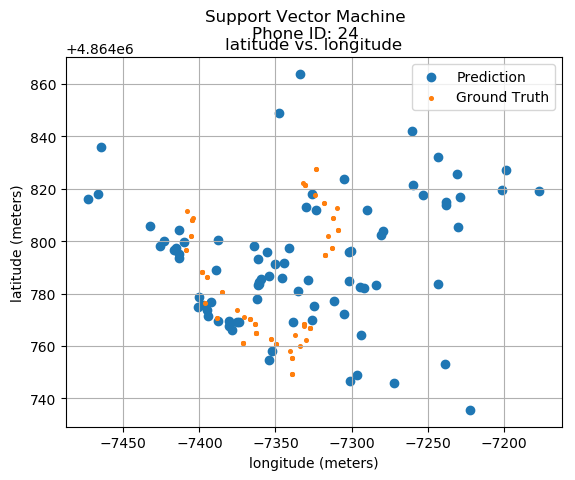 Support Vector Machine
Phone ID: 24
latitude vs. longitude
+4.864e6
Prediction
Ground Truth
860
840
820
800
780
760
740
latitude (meters)
−7450
−7400
−7350
−7300
−7250
−7200
longitude (meters)